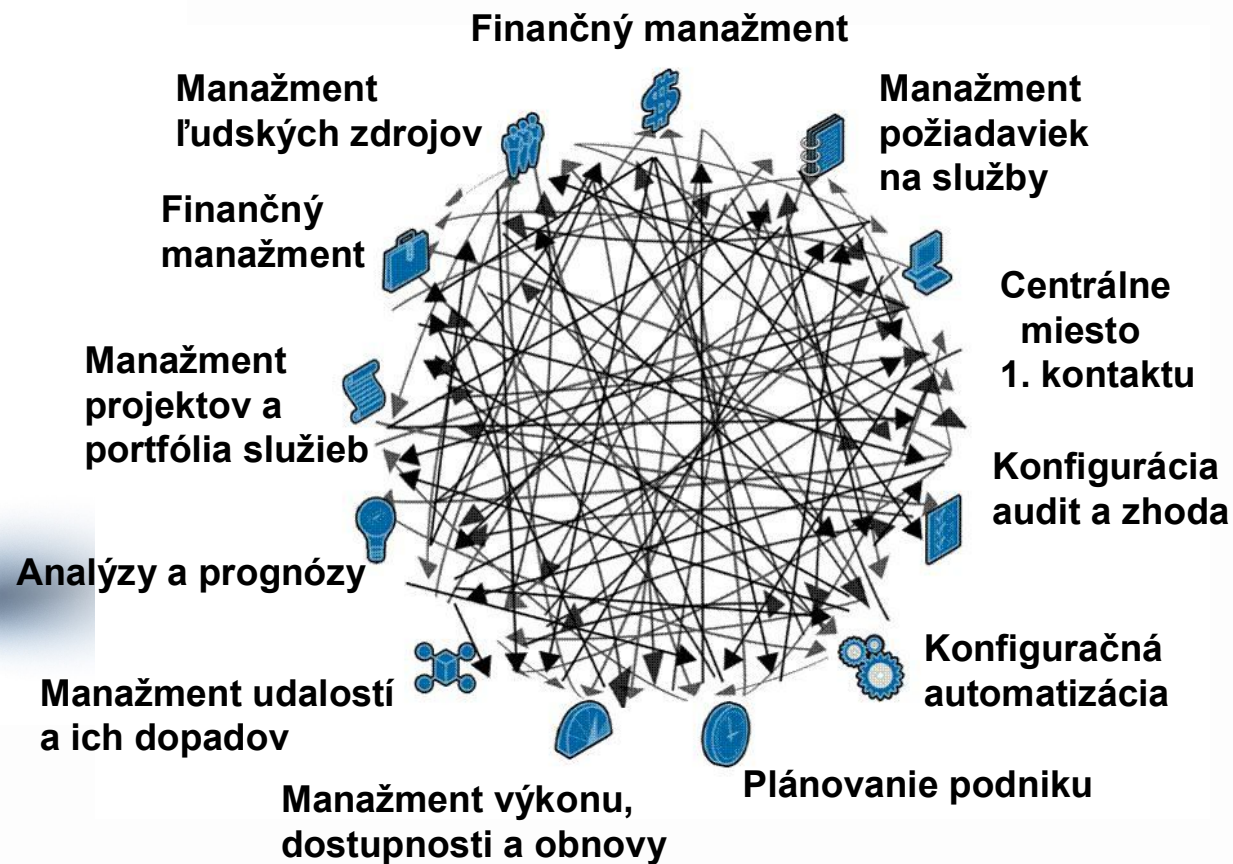 Finančný manažment
Manažment
ľudských zdrojov
Manažment
požiadaviek
na služby
Finančný
manažment
Centrálne
miesto
1. kontaktu
Manažment
projektov a
portfólia služieb
Konfigurácia
audit a zhoda
Analýzy a prognózy
Konfiguračná
automatizácia
Manažment udalostí
a ich dopadov
Plánovanie podniku
Manažment výkonu,
dostupnosti a obnovy